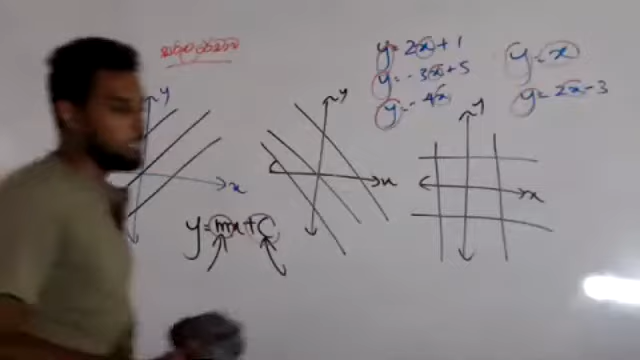 y = 2x + 1
y = -3x + 5
y = -4x
y = x
y = 2x - 3
y
x
y
x
y
x
y = mx + c